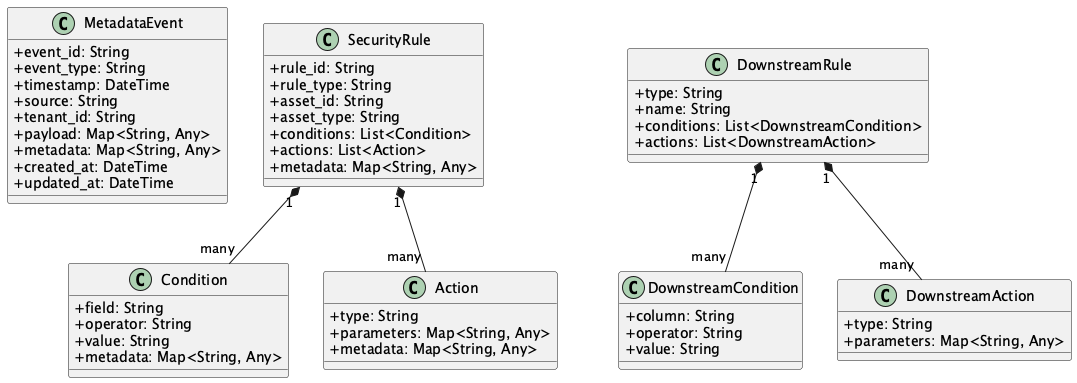 C MetadataEvent
+event_id: String
+event_type: String
+timestamp: DateTime
+source: String
+tenant_id: String
+payload: Map<String, Any>
+metadata: Map<String, Any>
+created_at: DateTime
+updated_at: DateTime
C SecurityRule
+rule_id: String
+rule_type: String
+asset_id: String
+asset_type: String
+conditions: List<Condition>
+actions: List<Action>
+metadata: Map<String, Any>
C DownstreamRule
+type: String
+name: String
+conditions: List<DownstreamCondition>
+actions: List<DownstreamAction>
1
1
1
1
many
many
many
many
C Condition
+field: String
+operator: String
+value: String
+metadata: Map<String, Any>
C Action
+type: String
+parameters: Map<String, Any>
+metadata: Map<String, Any>
C DownstreamCondition
+column: String
+operator: String
+value: String
C DownstreamAction
+type: String
+parameters: Map<String, Any>